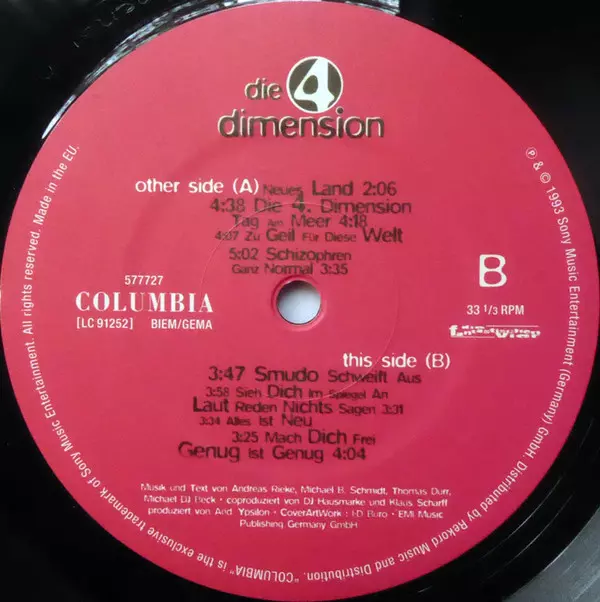 die 4
dimension
other side (A) Neues Land 2:06
4:38 Die 4. Dimension
Tag Am Meer 4:18
4:07 Zu Geil Für Diese Welt
5:02 Schizophren
Ganz Normal 3:35
577727
COLUMBIA
[LC 91252] BIEM/GEMA
B
33 1/3 RPM
this side (B)
3:47 Smudo Schweift Aus
3:58 Sieh Dich Im Spiegel An
Laut Reden Nichts Sagen 3:31
3:34 Alles Ist Neu
3:25 Mach Dich Frei
Genug Ist Genug 4:04
Musik und Text von Andreas Rieke, Michael B. Schmidt, Thomas Dürr,
Michael DJ Beck • coproduziert von DJ Hausmarke und Klaus Scharff
produziert von And Ypsilon • CoverArtWork : I-D Büro • EMI Music
Publishing Germany GmbH
℗ & © 1993 Sony Music Entertainment (Germany) GmbH. Distributed by Rekord Music and Distribution. "COLUMBIA" is the exclusive trademark of Sony Music Entertainment. All rights reserved. Made in the EU.